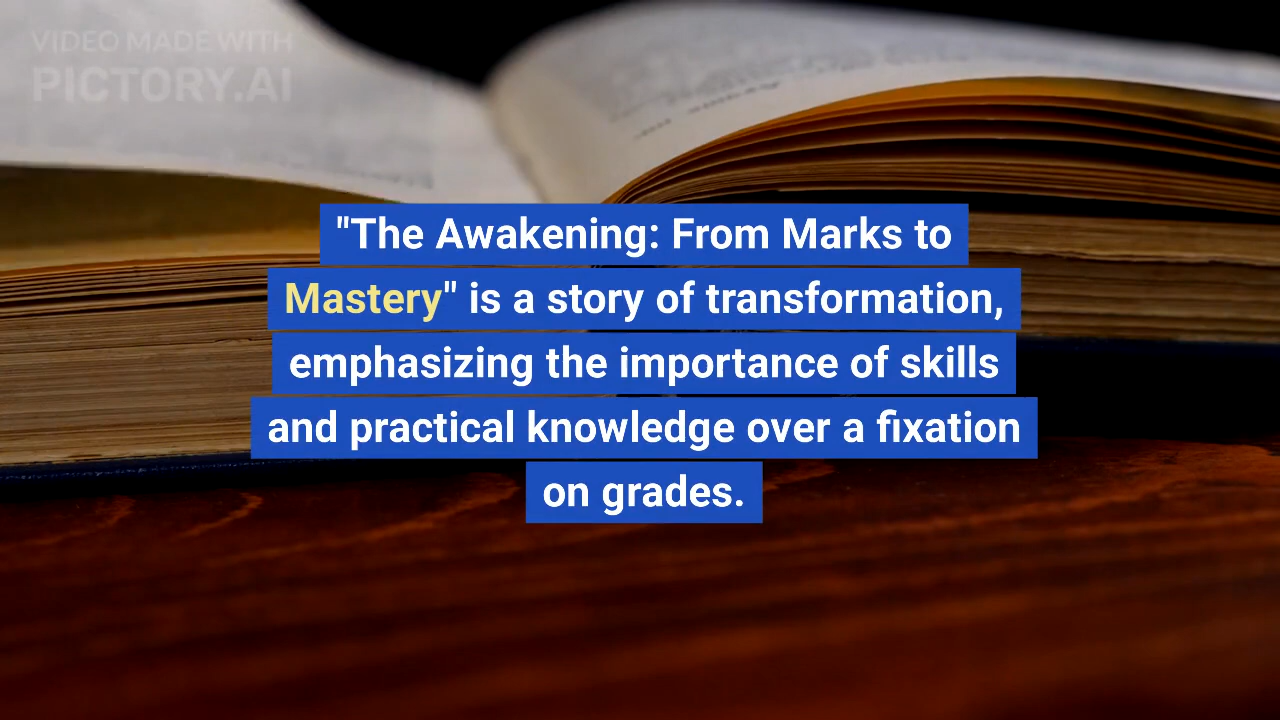 VIDEO MADE WITH
PICTORY.AI
"The Awakening: From Marks to
Mastery" is a story of transformation,
emphasizing the importance of skills
and practical knowledge over a fixation
on grades.